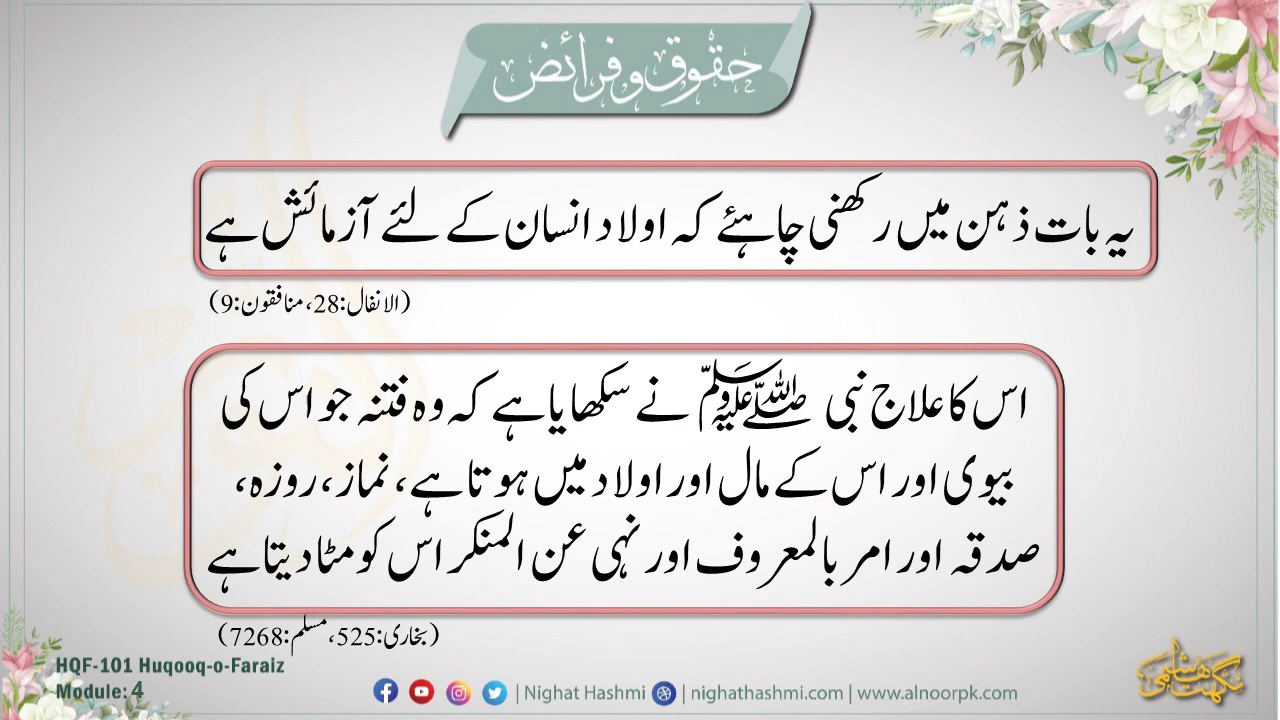 حقوق و فرائض
یہ بات ذہن میں رکھنی چاہئے کہ اولاد انسان کے لئے آزمائش ہے
(الانفال:28، منافقون:9)
اس کا علاج نبی ﷺ نے سکھایا ہے کہ وہ فتنہ جو اس کی
بیوی اور اس کے مال اور اولاد میں ہوتا ہے، نماز، روزہ،
صدقہ اور امر بالمعروف اور نہی عن المنکر اس کو مٹا دیتا ہے
(بخاری:525، مسلم:7268)
HQF-101 Huqooq-o-Faraiz
Module: 4
| Nighat Hashmi | nighathashmi.com | www.alnoorpk.com
نگہت ہاشمی